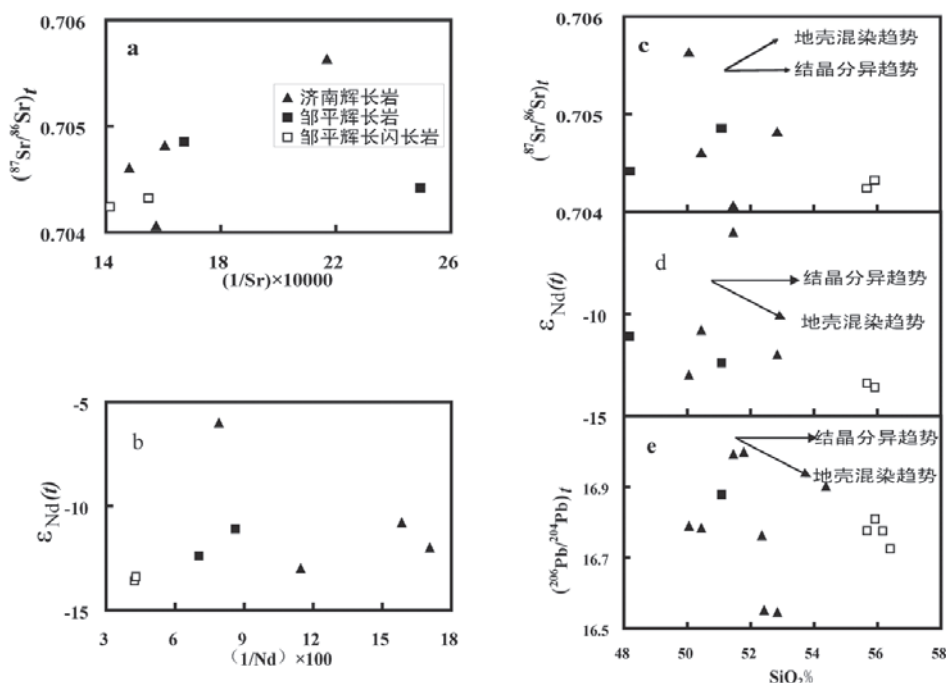 a
0.706
0.705
0.704
(⁸⁷Sr/⁸⁶Sr)t
▲ 济南辉长岩
■ 邹平辉长岩
□ 邹平辉长闪长岩
14 18 22 26
(1/Sr)×10000
b
-5
-10
-15
εNd(t)
3 6 9 12 15 18
(1/Nd)×100
c
0.706
0.705
0.704
(⁸⁷Sr/⁸⁶Sr)t
地壳混染趋势
结晶分异趋势
d
-10
-15
εNd(t)
结晶分异趋势
地壳混染趋势
e
16.9
16.7
16.5
(²⁰⁶Pb/²⁰⁴Pb)t
结晶分异趋势
地壳混染趋势
48 50 52 54 56 58
SiO₂%